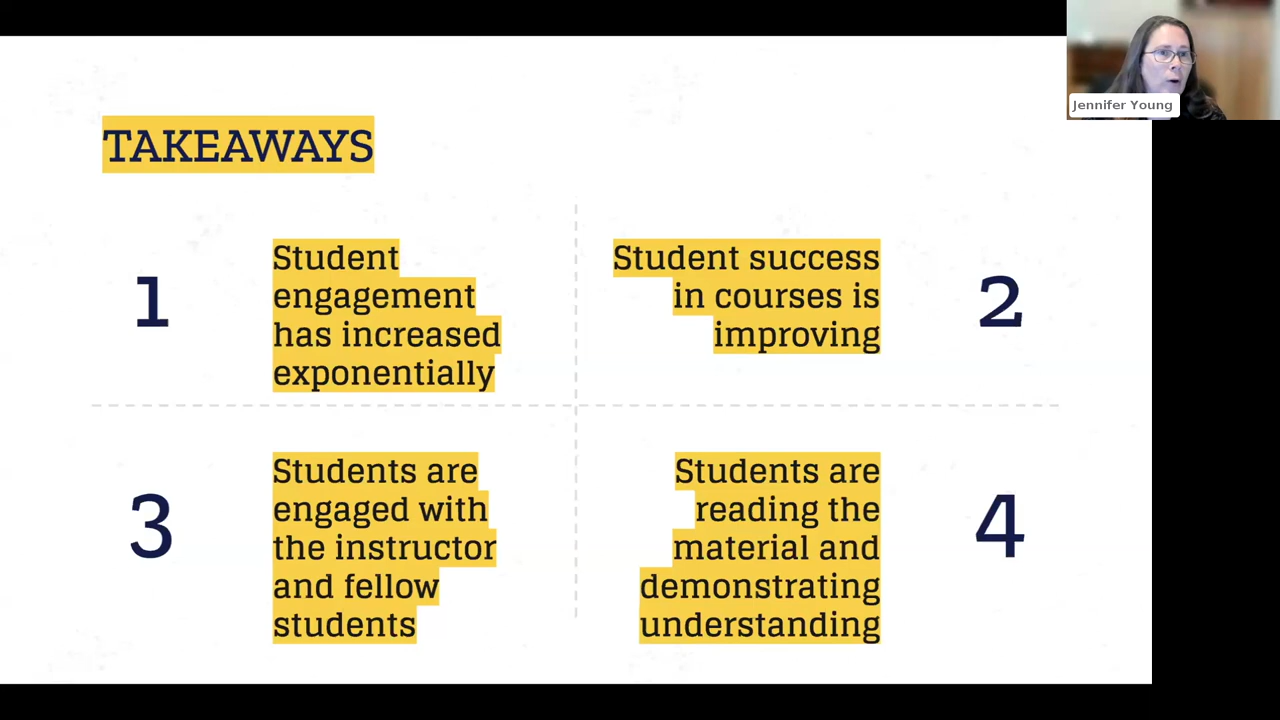 TAKEAWAYS
1
Student
engagement
has increased
exponentially
Student success
in courses is
improving
2
3
Students are
engaged with
the instructor
and fellow
students
Students are
reading the
material and
demonstrating
understanding
4
Jennifer Young